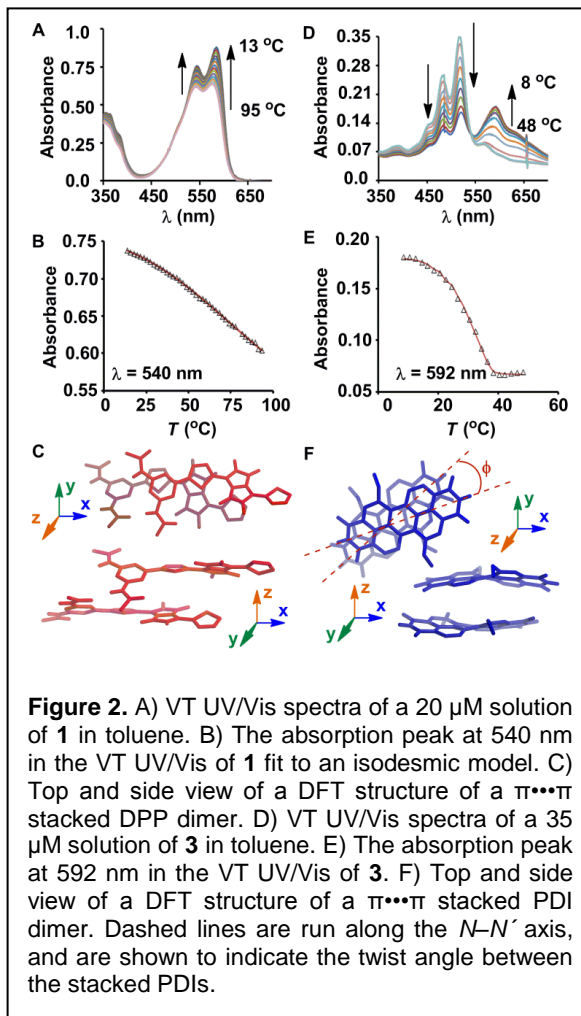 A
D
13 °C
95 °C
8 °C
48 °C
Absorbance
1.00
0.75
0.50
0.25
0.0
350 450 550 650
λ (nm)
Absorbance
0.35
0.28
0.21
0.14
0.07
0.0
350 450 550 650
λ (nm)
B
E
Absorbance
0.75
0.70
0.65
0.60
0.55
λ = 540 nm
0 25 50 75 100
T (°C)
Absorbance
0.20
0.15
0.10
0.05
λ = 592 nm
0 20 40 60
T (°C)
C
F
y
x
z
z
x
y
ϕ
y
x
z
z
x
y
Figure 2. A) VT UV/Vis spectra of a 20 µM solution
of 1 in toluene. B) The absorption peak at 540 nm
in the VT UV/Vis of 1 fit to an isodesmic model. C)
Top and side view of a DFT structure of a π•••π
stacked DPP dimer. D) VT UV/Vis spectra of a 35
µM solution of 3 in toluene. E) The absorption peak
at 592 nm in the VT UV/Vis of 3. F) Top and side
view of a DFT structure of a π•••π stacked PDI
dimer. Dashed lines are run along the N–N´ axis,
and are shown to indicate the twist angle between
the stacked PDIs.